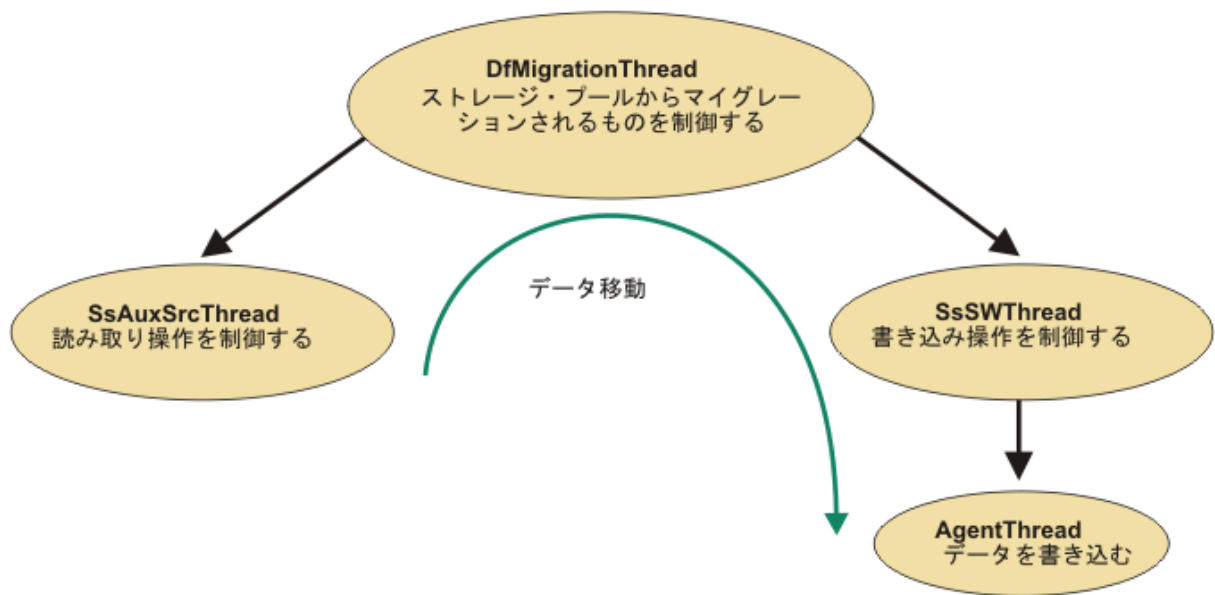 DfMigrationThread
ストレージ・プールからマイグレー
ションされるものを制御する
データ移動
SsAuxSrcThread
読み取り操作を制御する
SsSWThread
書き込み操作を制御する
AgentThread
データを書き込む